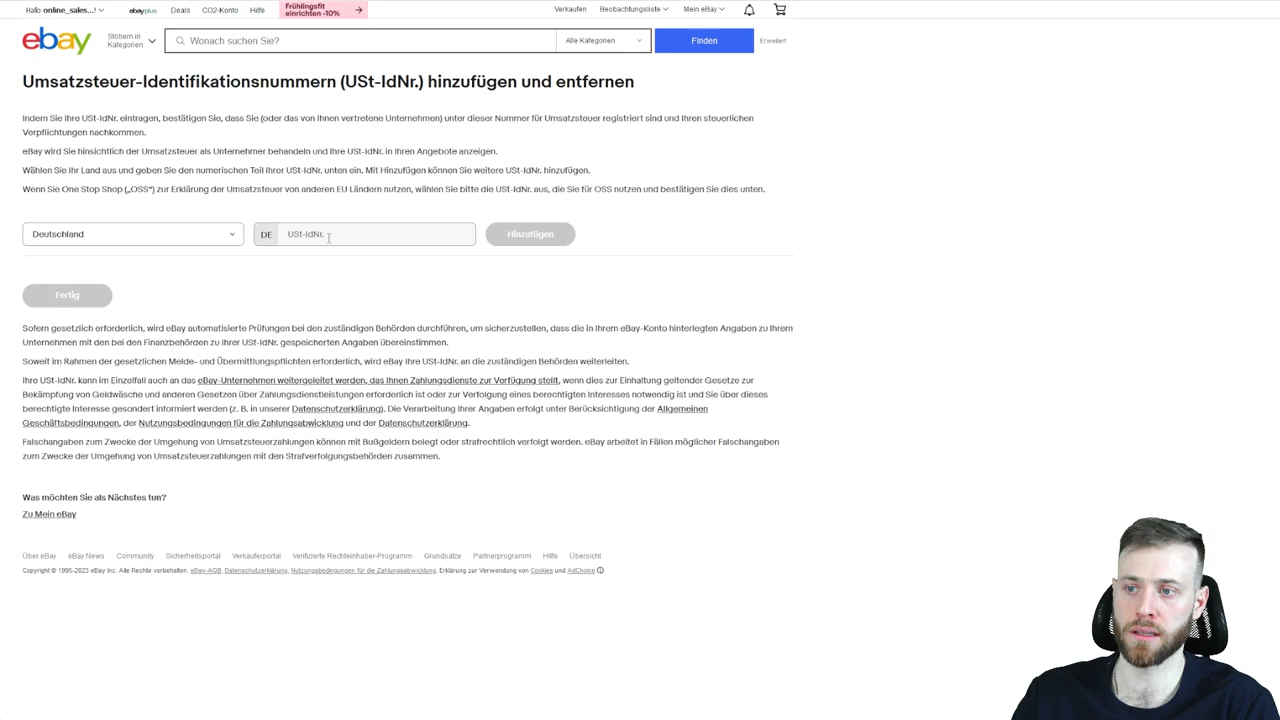 Hallo online_sales...! ebayplus Deals CO2-Konto Hilfe Frühlingsfit einrichten -10% → Verkaufen Beobachtungsliste Mein eBay
ebay Stöbern in Kategorien Wonach suchen Sie? Alle Kategorien Finden Erweitert
Umsatzsteuer-Identifikationsnummern (USt-IdNr.) hinzufügen und entfernen
Indem Sie Ihre USt-IdNr. eintragen, bestätigen Sie, dass Sie (oder das von Ihnen vertretene Unternehmen) unter dieser Nummer für Umsatzsteuer registriert sind und Ihren steuerlichen
Verpflichtungen nachkommen.
eBay wird Sie hinsichtlich der Umsatzsteuer als Unternehmer behandeln und Ihre USt-IdNr. in Ihren Angebote anzeigen.
Wählen Sie Ihr Land aus und geben Sie den numerischen Teil Ihrer USt-IdNr. unten ein. Mit Hinzufügen können Sie weitere USt-IdNr. hinzufügen.
Wenn Sie One Stop Shop („OSS“) zur Erklärung der Umsatzsteuer von anderen EU Ländern nutzen, wählen Sie bitte die USt-IdNr. aus, die Sie für OSS nutzen und bestätigen Sie dies unten.
Deutschland DE USt-IdNr. Hinzufügen
Fertig
Sofern gesetzlich erforderlich, wird eBay automatisierte Prüfungen bei den zuständigen Behörden durchführen, um sicherzustellen, dass die in Ihrem eBay-Konto hinterlegten Angaben zu Ihrem
Unternehmen mit den bei den Finanzbehörden zu Ihrer USt-IdNr. gespeicherten Angaben übereinstimmen.
Soweit im Rahmen der gesetzlichen Melde- und Übermittlungspflichten erforderlich, wird eBay Ihre USt-IdNr. an die zuständigen Behörden weiterleiten.
Ihre USt-IdNr. kann im Einzelfall auch an das eBay-Unternehmen weitergeleitet werden, das Ihnen Zahlungsdienste zur Verfügung stellt, wenn dies zur Einhaltung geltender Gesetze zur
Bekämpfung von Geldwäsche und anderen Gesetzen über Zahlungsdienstleistungen erforderlich ist oder zur Verfolgung eines berechtigten Interesses notwendig ist und Sie über dieses
berechtigte Interesse gesondert informiert werden (z. B. in unserer Datenschutzerklärung). Die Verarbeitung Ihrer Angaben erfolgt unter Berücksichtigung der Allgemeinen
Geschäftsbedingungen, der Nutzungsbedingungen für die Zahlungsabwicklung und der Datenschutzerklärung.
Falschangaben zum Zwecke der Umgehung von Umsatzsteuerzahlungen können mit Bußgeldern belegt oder strafrechtlich verfolgt werden. eBay arbeitet in Fällen möglicher Falschangaben
zum Zwecke der Umgehung von Umsatzsteuerzahlungen mit den Strafverfolgungsbehörden zusammen.
Was möchten Sie als Nächstes tun?
Zu Mein eBay
Über eBay eBay News Community Sicherheitsportal Verkäuferportal Verifizierte Rechteinhaber-Programm Grundsätze Partnerprogramm Hilfe Übersicht
Copyright © 1995-2023 eBay Inc. Alle Rechte vorbehalten. eBay-AGB, Datenschutzerklärung, Nutzungsbedingungen für die Zahlungsabwicklung, Erklärung zur Verwendung von Cookies und AdChoice